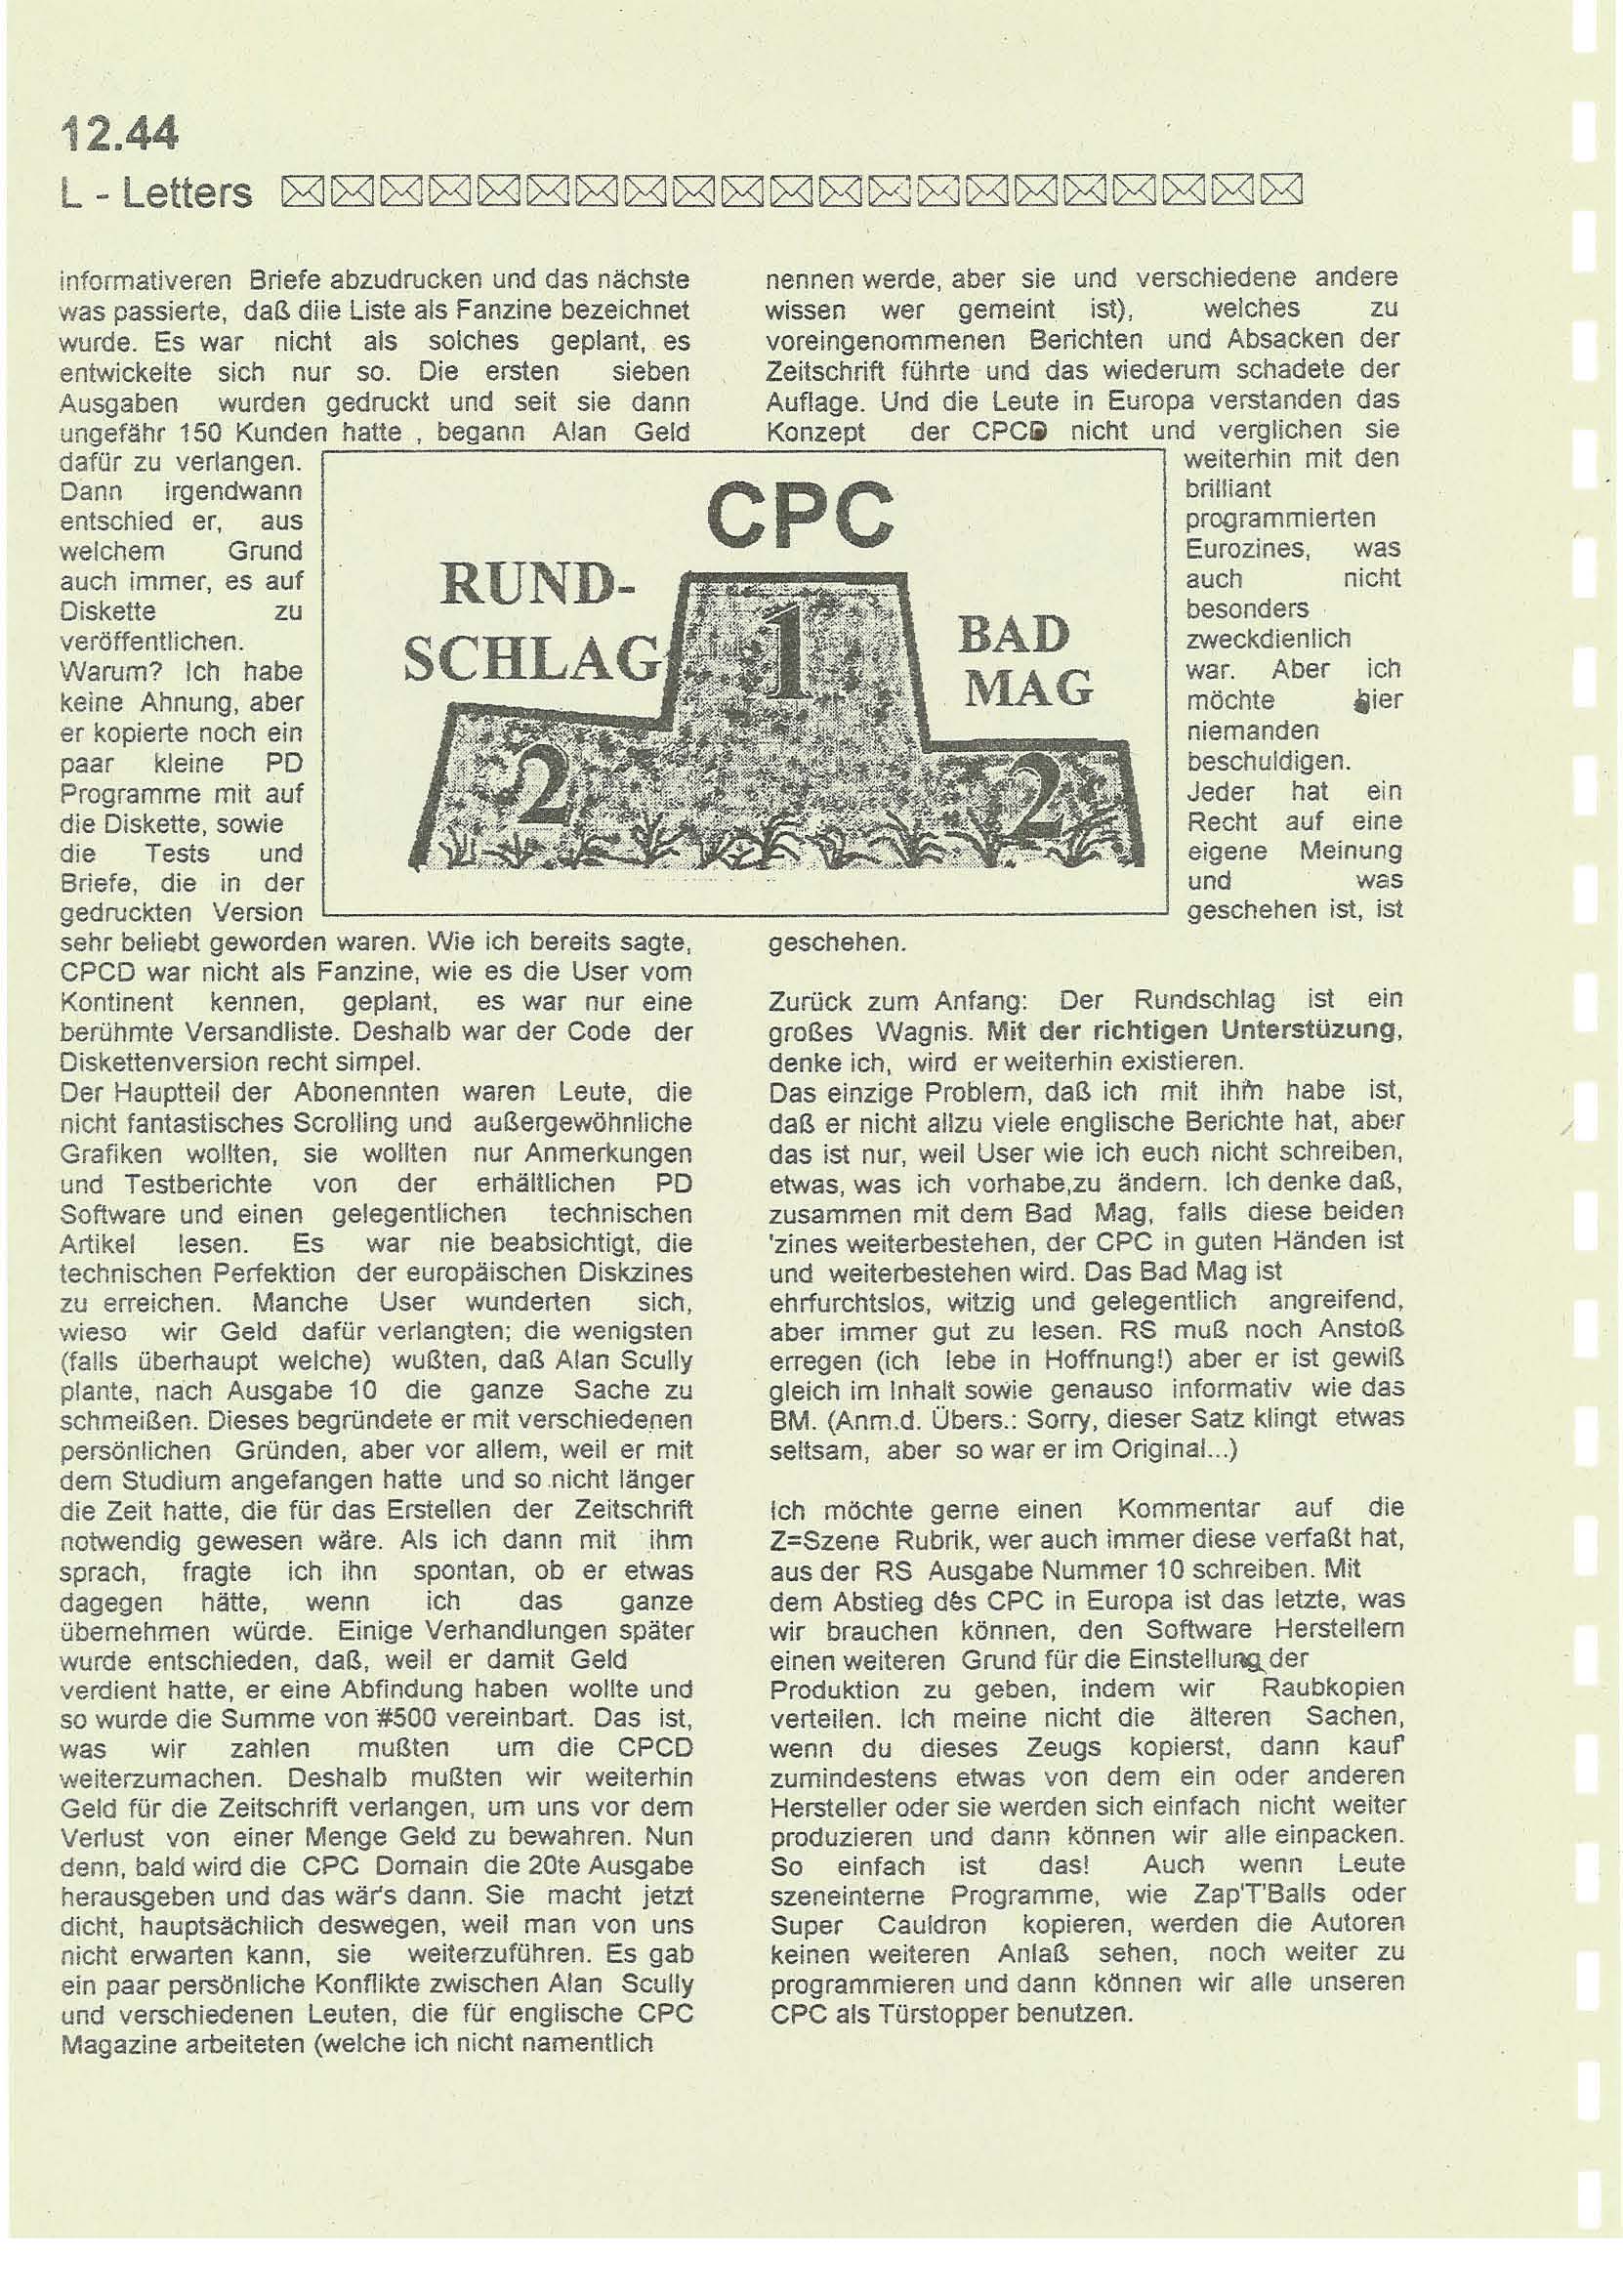 12.44
L - Letters
informativeren Briefe abzudrucken und das nächste
was passierte, daß diie Liste als Fanzine bezeichnet
wurde. Es war nicht als solches geplant, es
entwickelte sich nur so. Die ersten sieben
Ausgaben wurden gedruckt und seit sie dann
ungefähr 150 Kunden hatte , begann Alan Geld
dafür zu verlangen.
Dann irgendwann
entschied er, aus
welchem Grund
auch immer, es auf
Diskette zu
veröffentlichen.
Warum? Ich habe
keine Ahnung, aber
er kopierte noch ein
paar kleine PD
Programme mit auf
die Diskette, sowie
die Tests und
Briefe, die in der
gedruckten Version
sehr beliebt geworden waren. Wie ich bereits sagte,
CPCD war nicht als Fanzine, wie es die User vom
Kontinent kennen, geplant, es war nur eine
berühmte Versandliste. Deshalb war der Code der
Diskettenversion recht simpel.
Der Hauptteil der Abonennten waren Leute, die
nicht fantastisches Scrolling und außergewöhnliche
Grafiken wollten, sie wollten nur Anmerkungen
und Testberichte von der erhältlichen PD
Software und einen gelegentlichen technischen
Artikel lesen. Es war nie beabsichtigt, die
technischen Perfektion der europäischen Diskzines
zu erreichen. Manche User wunderten sich,
wieso wir Geld dafür verlangten; die wenigsten
(falls überhaupt welche) wußten, daß Alan Scully
plante, nach Ausgabe 10 die ganze Sache zu
schmeißen. Dieses begründete er mit verschiedenen
persönlichen Gründen, aber vor allem, weil er mit
dem Studium angefangen hatte und so nicht länger
die Zeit hatte, die für das Erstellen der Zeitschrift
notwendig gewesen wäre. Als ich dann mit ihm
sprach, fragte ich ihn spontan, ob er etwas
dagegen hätte, wenn ich das ganze
übernehmen würde. Einige Verhandlungen später
wurde entschieden, daß, weil er damit Geld
verdient hatte, er eine Abfindung haben wollte und
so wurde die Summe von #500 vereinbart. Das ist,
was wir zahlen mußten um die CPCD
weiterzumachen. Deshalb mußten wir weiterhin
Geld für die Zeitschrift verlangen, um uns vor dem
Verlust von einer Menge Geld zu bewahren. Nun
denn, bald wird die CPC Domain die 20te Ausgabe
herausgeben und das wär's dann. Sie macht jetzt
dicht, hauptsächlich deswegen, weil man von uns
nicht erwarten kann, sie weiterzuführen. Es gab
ein paar persönliche Konflikte zwischen Alan Scully
und verschiedenen Leuten, die für englische CPC
Magazine arbeiteten (welche ich nicht namentlich
CPC
RUND-
SCHLAG
BAD
MAG
1
2
2
nennen werde, aber sie und verschiedene andere
wissen wer gemeint ist), welches zu
voreingenommenen Berichten und Absacken der
Zeitschrift führte und das wiederum schadete der
Auflage. Und die Leute in Europa verstanden das
Konzept der CPCD nicht und verglichen sie
weiterhin mit den
brilliant
programmierten
Eurozines, was
auch nicht
besonders
zweckdienlich
war. Aber ich
möchte hier
niemanden
beschuldigen.
Jeder hat ein
Recht auf eine
eigene Meinung
und was
geschehen ist, ist
geschehen.
Zurück zum Anfang: Der Rundschlag ist ein
großes Wagnis. Mit der richtigen Unterstüzung,
denke ich, wird er weiterhin existieren.
Das einzige Problem, daß ich mit ihm habe ist,
daß er nicht allzu viele englische Berichte hat, aber
das ist nur, weil User wie ich euch nicht schreiben,
etwas, was ich vorhabe,zu ändern. Ich denke daß,
zusammen mit dem Bad Mag, falls diese beiden
'zines weiterbestehen, der CPC in guten Händen ist
und weiterbestehen wird. Das Bad Mag ist
ehrfurchtslos, witzig und gelegentlich angreifend,
aber immer gut zu lesen. RS muß noch Anstoß
erregen (ich lebe in Hoffnung!) aber er ist gewiß
gleich im Inhalt sowie genauso informativ wie das
BM. (Anm.d. Übers.: Sorry, dieser Satz klingt etwas
seltsam, aber so war er im Original...)
Ich möchte gerne einen Kommentar auf die
Z=Szene Rubrik, wer auch immer diese verfaßt hat,
aus der RS Ausgabe Nummer 10 schreiben. Mit
dem Abstieg des CPC in Europa ist das letzte, was
wir brauchen können, den Software Herstellern
einen weiteren Grund für die Einstellung der
Produktion zu geben, indem wir Raubkopien
verteilen. Ich meine nicht die älteren Sachen,
wenn du dieses Zeugs kopierst, dann kauf
zumindestens etwas von dem ein oder anderen
Hersteller oder sie werden sich einfach nicht weiter
produzieren und dann können wir alle einpacken.
So einfach ist das! Auch wenn Leute
szeneinterne Programme, wie Zap'T'Balls oder
Super Cauldron kopieren, werden die Autoren
keinen weiteren Anlaß sehen, noch weiter zu
programmieren und dann können wir alle unseren
CPC als Türstopper benutzen.